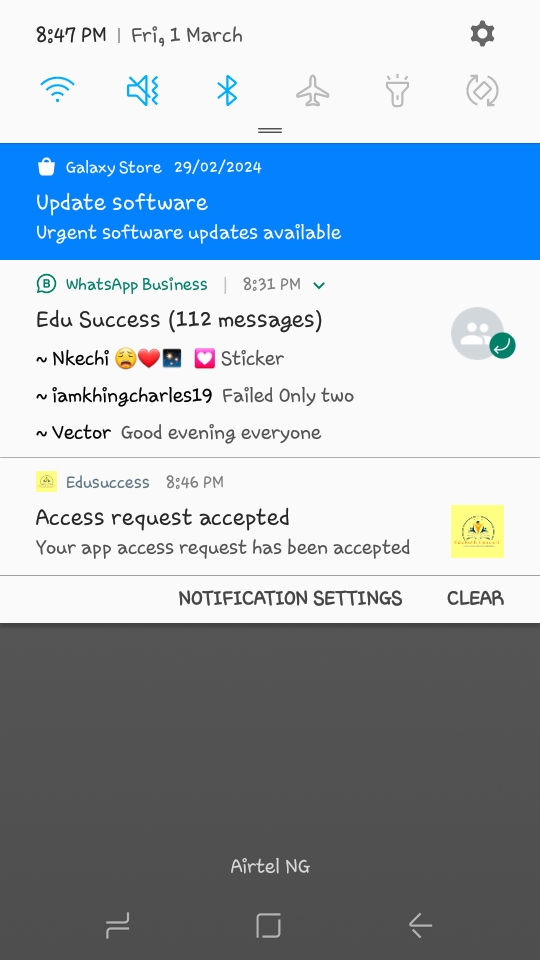 8:47 PM | Fri, 1 March
Galaxy Store 29/02/2024
Update software
Urgent software updates available
WhatsApp Business | 8:31 PM
Edu Success (112 messages)
~ Nkechi 😩❤️🌌 💟 Sticker
~ iamkhingcharles19 Failed Only two
~ Vector Good evening everyone
Edusuccess 8:46 PM
Access request accepted
Your app access request has been accepted
NOTIFICATION SETTINGS CLEAR
Airtel NG